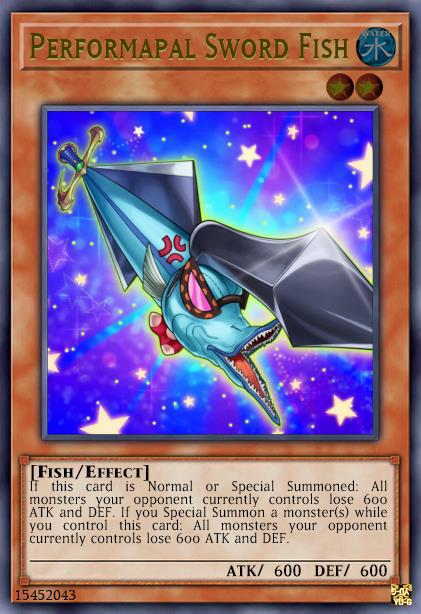 Performapal Sword Fish
WATER
水
[Fish/Effect]
If this card is Normal or Special Summoned: All
monsters your opponent currently controls lose 600
ATK and DEF. If you Special Summon a monster(s) while
you control this card: All monsters your opponent
currently controls lose 600 ATK and DEF.
ATK/ 600 DEF/ 600
15452043